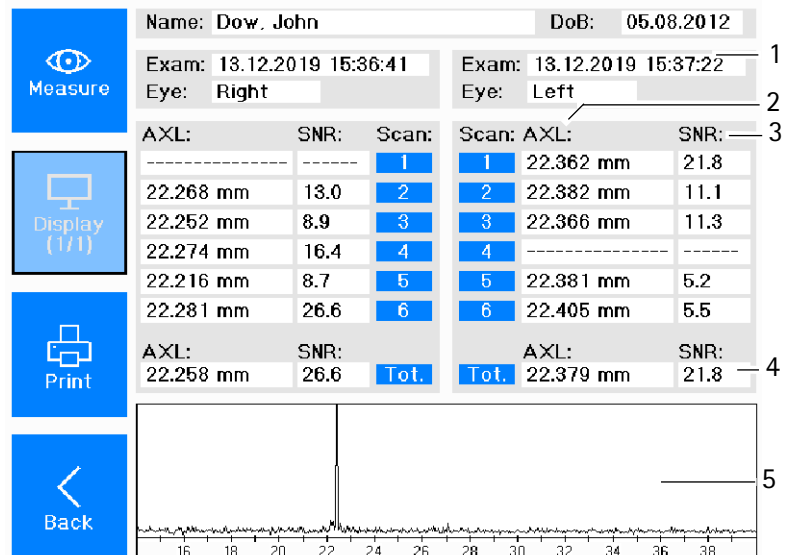 Name: Dow, John DoB: 05.08.2012
Measure
Exam: 13.12.2019 15:36:41
Eye: Right
Exam: 13.12.2019 15:37:22
Eye: Left
1
2
3
AXL: SNR: Scan:
--------------- ------ 1
22.268 mm 13.0 2
22.252 mm 8.9 3
22.274 mm 16.4 4
22.216 mm 8.7 5
22.281 mm 26.6 6
AXL: SNR:
22.258 mm 26.6 Tot.
Scan: AXL: SNR:
1 22.362 mm 21.8
2 22.382 mm 11.1
3 22.366 mm 11.3
4 --------------- ------
5 22.381 mm 5.2
6 22.405 mm 5.5
AXL: SNR:
Tot. 22.379 mm 21.8
4
Display
(1/1)
Print
Back
5
16 18 20 22 24 26 28 30 32 34 36 38